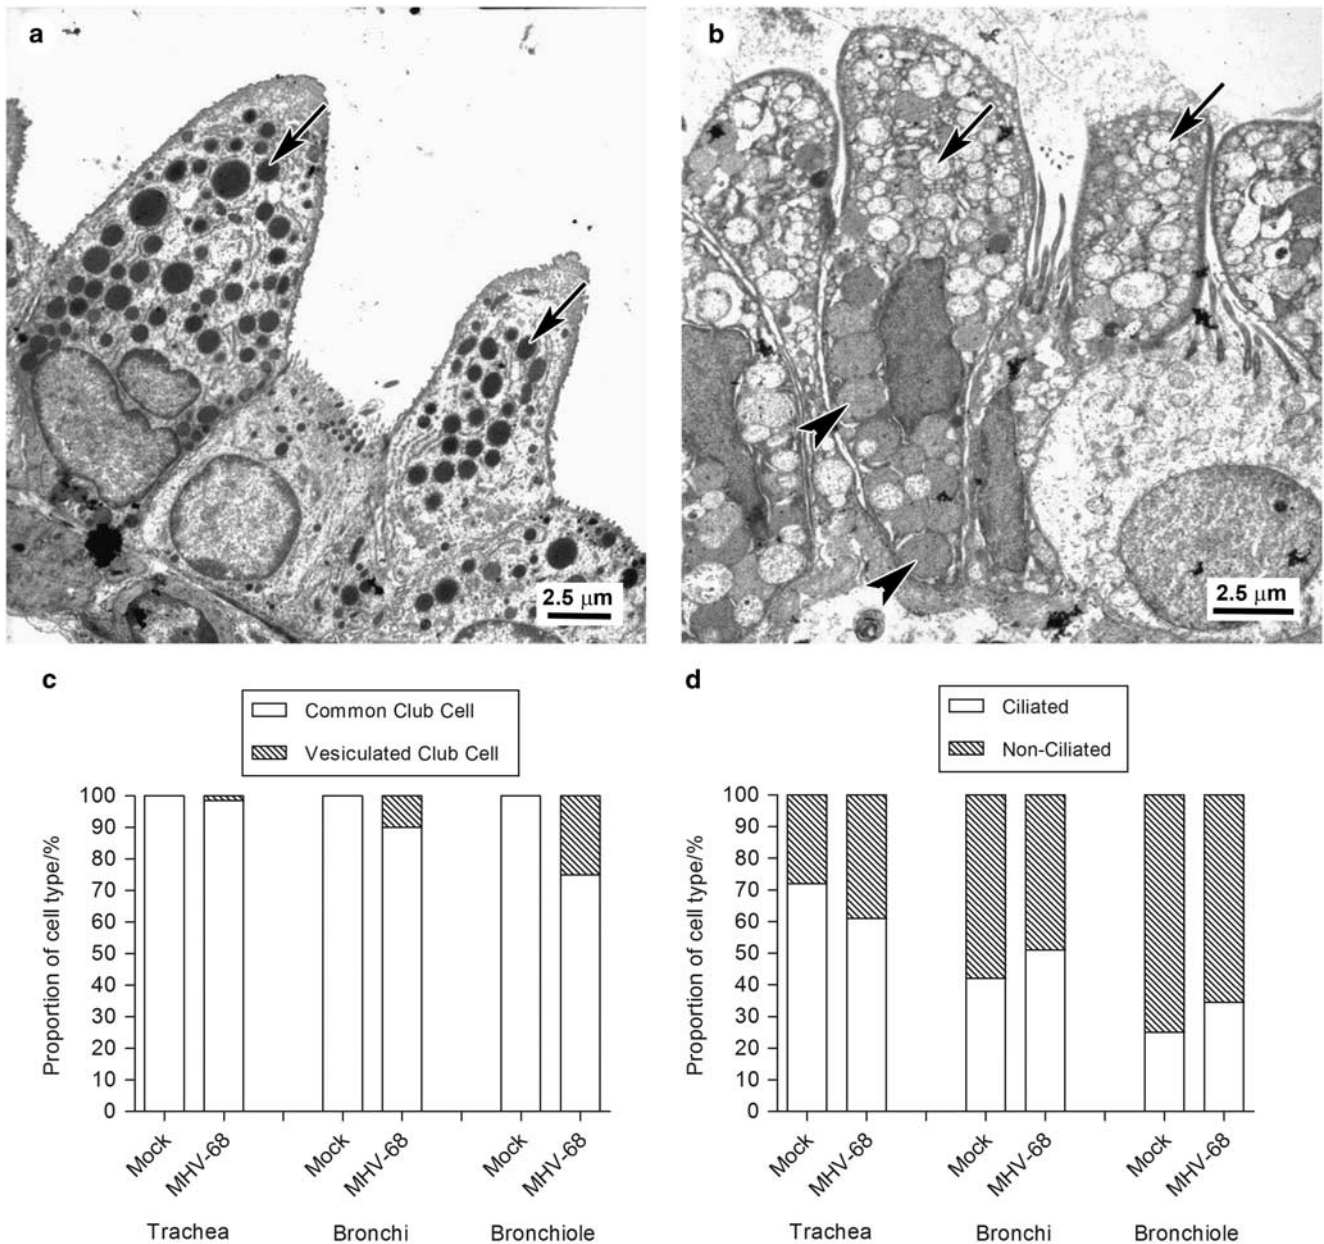 a
b
2.5 μm
2.5 μm
c
d
Common Club Cell
Vesiculated Club Cell
Ciliated
Non-Ciliated
Proportion of cell type/%
100
90
80
70
60
50
40
30
20
10
0
Mock
MHV-68
Mock
MHV-68
Mock
MHV-68
Trachea
Bronchi
Bronchiole
Proportion of cell type/%
100
90
80
70
60
50
40
30
20
10
0
Mock
MHV-68
Mock
MHV-68
Mock
MHV-68
Trachea
Bronchi
Bronchiole